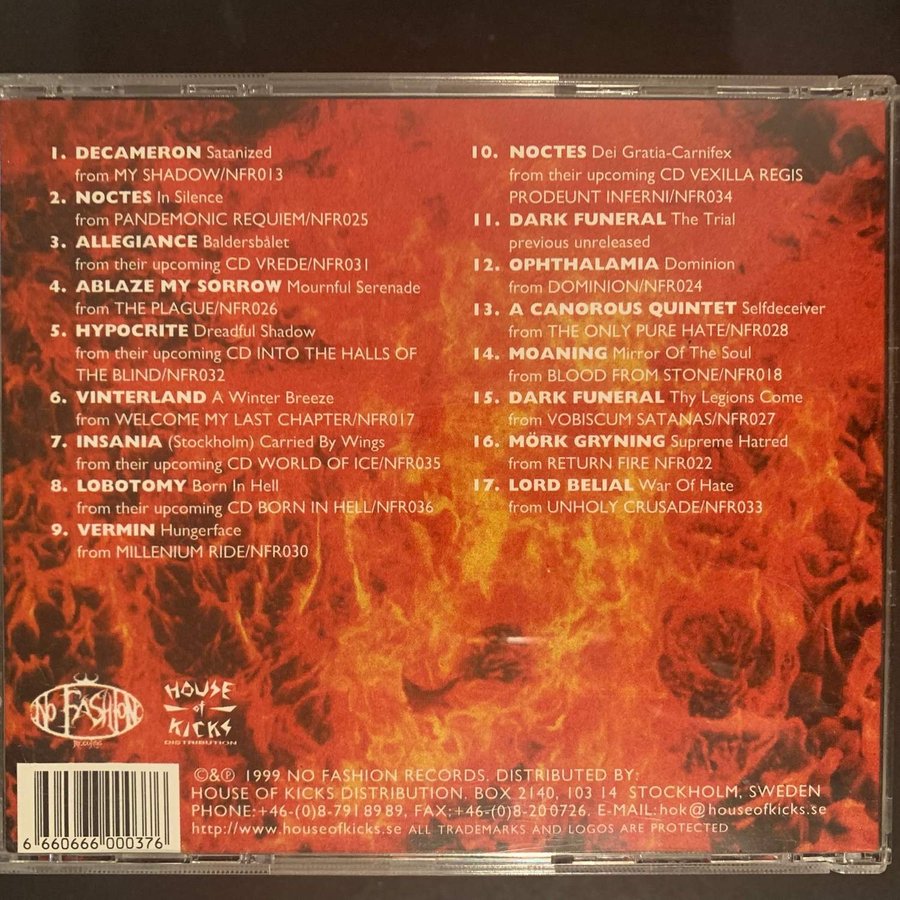 1. DECAMERON Satanized
from MY SHADOW/NFR013
2. NOCTES In Silence
from PANDEMONIC REQUIEM/NFR025
3. ALLEGIANCE Baldersbålet
from their upcoming CD VREDE/NFR031
4. ABLAZE MY SORROW Mournful Serenade
from THE PLAGUE/NFR026
5. HYPOCRITE Dreadful Shadow
from their upcoming CD INTO THE HALLS OF
THE BLIND/NFR032
6. VINTERLAND A Winter Breeze
from WELCOME MY LAST CHAPTER/NFR017
7. INSANIA (Stockholm) Carried By Wings
from their upcoming CD WORLD OF ICE/NFR035
8. LOBOTOMY Born In Hell
from their upcoming CD BORN IN HELL/NFR036
9. VERMIN Hungerface
from MILLENIUM RIDE/NFR030
10. NOCTES Dei Gratia-Carnifex
from their upcoming CD VEXILLA REGIS
PRODEUNT INFERNI/NFR034
11. DARK FUNERAL The Trial
previous unreleased
12. OPHTHALAMIA Dominion
from DOMINION/NFR024
13. A CANOROUS QUINTET Selfdeceiver
from THE ONLY PURE HATE/NFR028
14. MOANING Mirror Of The Soul
from BLOOD FROM STONE/NFR018
15. DARK FUNERAL Thy Legions Come
from VOBISCUM SATANAS/NFR027
16. MÖRK GRYNING Supreme Hatred
from RETURN FIRE NFR022
17. LORD BELIAL War Of Hate
from UNHOLY CRUSADE/NFR033
NO FASHION
RECORDS
HOUSE
of
KICKS
DISTRIBUTION
©&℗ 1999 NO FASHION RECORDS. DISTRIBUTED BY:
HOUSE OF KICKS DISTRIBUTION, BOX 2140, 103 14 STOCKHOLM, SWEDEN
PHONE:+46-(0)8-7918989, FAX:+46-(0)8-200726. E-MAIL:hok@houseofkicks.se
http://www.houseofkicks.se ALL TRADEMARKS AND LOGOS ARE PROTECTED
6 660666 000376